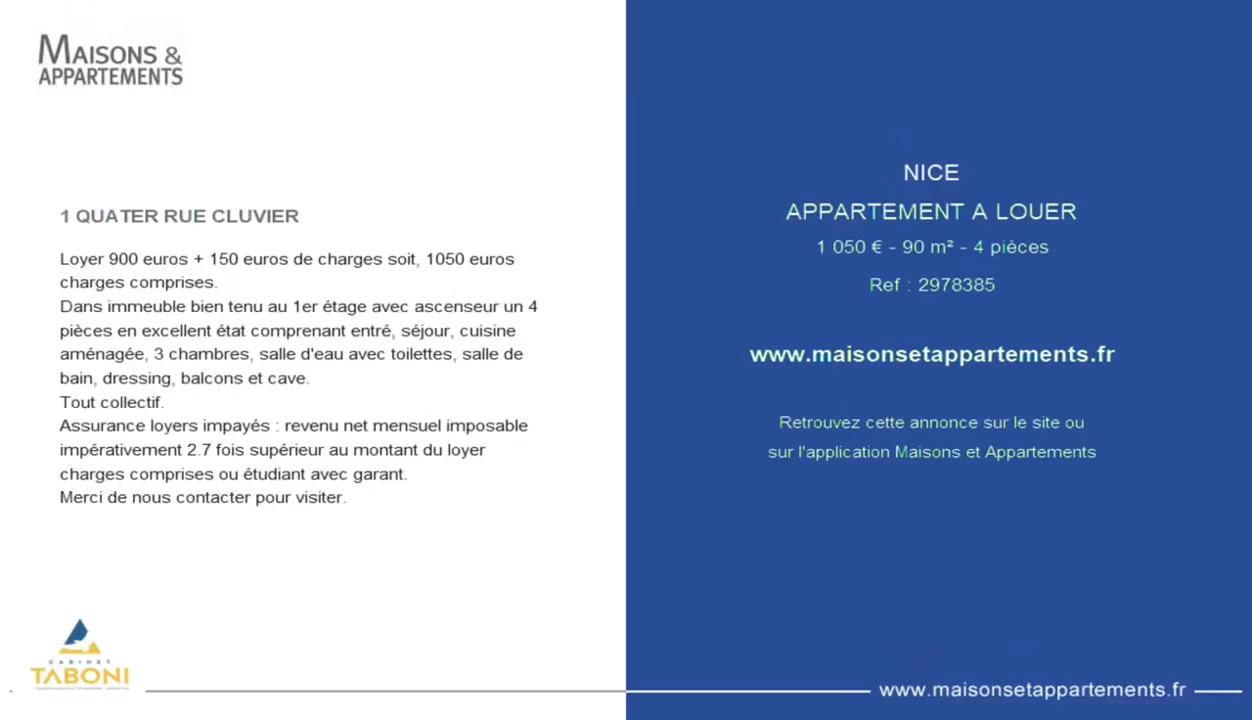 MAISONS &
APPARTEMENTS
1 QUATER RUE CLUVIER
Loyer 900 euros + 150 euros de charges soit, 1050 euros
charges comprises.
Dans immeuble bien tenu au 1er étage avec ascenseur un 4
pièces en excellent état comprenant entré, séjour, cuisine
aménagée, 3 chambres, salle d'eau avec toilettes, salle de
bain, dressing, balcons et cave.
Tout collectif.
Assurance loyers impayés : revenu net mensuel imposable
impérativement 2.7 fois supérieur au montant du loyer
charges comprises ou étudiant avec garant.
Merci de nous contacter pour visiter.
CABINET
TABONI
NICE
APPARTEMENT A LOUER
1 050 € - 90 m² - 4 pièces
Ref : 2978385
www.maisonsetappartements.fr
Retrouvez cette annonce sur le site ou
sur l'application Maisons et Appartements
www.maisonsetappartements.fr